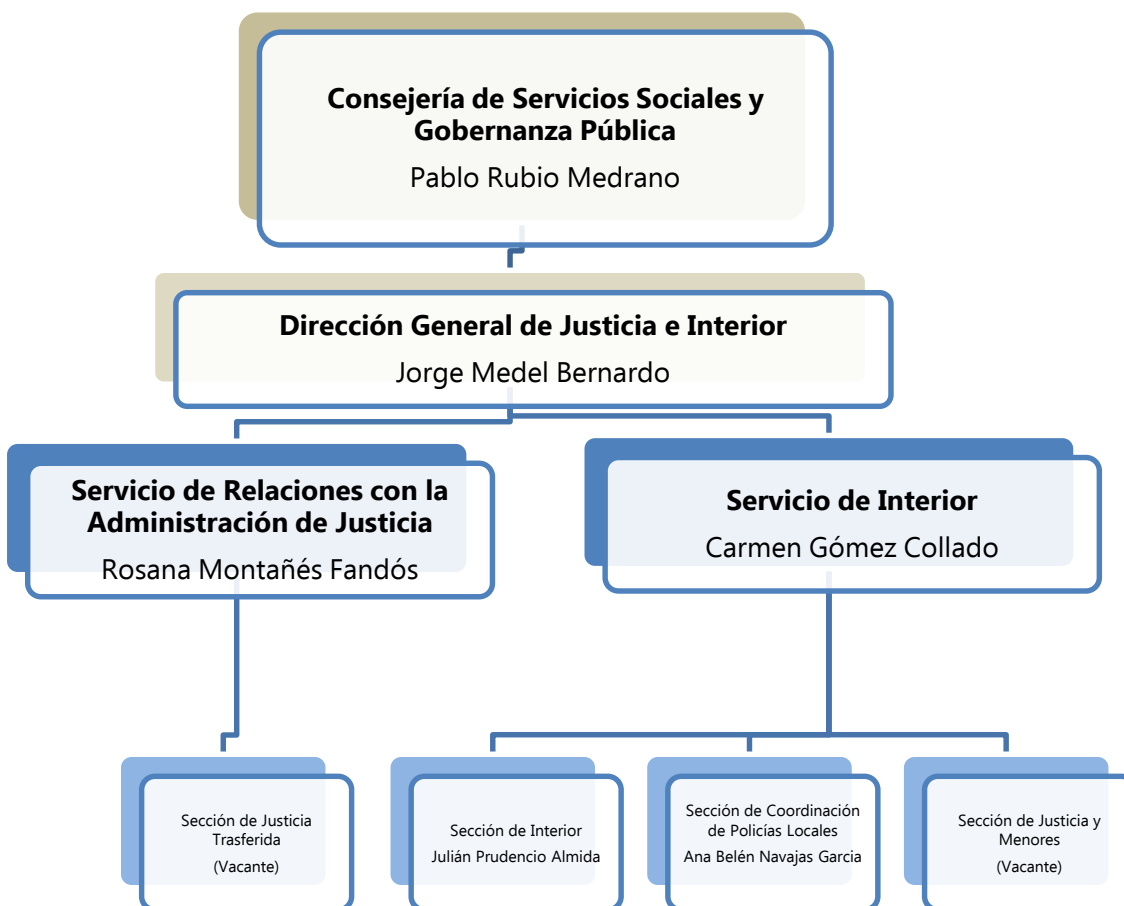 Consejería de Servicios Sociales y
Gobernanza Pública
Pablo Rubio Medrano
Dirección General de Justicia e Interior
Jorge Medel Bernardo
Servicio de Relaciones con la
Administración de Justicia
Rosana Montañés Fandós
Servicio de Interior
Carmen Gómez Collado
Sección de Justicia
Trasferida
(Vacante)
Sección de Interior
Julián Prudencio Almida
Sección de Coordinación
de Policías Locales
Ana Belén Navajas Garcia
Sección de Justicia y
Menores
(Vacante)